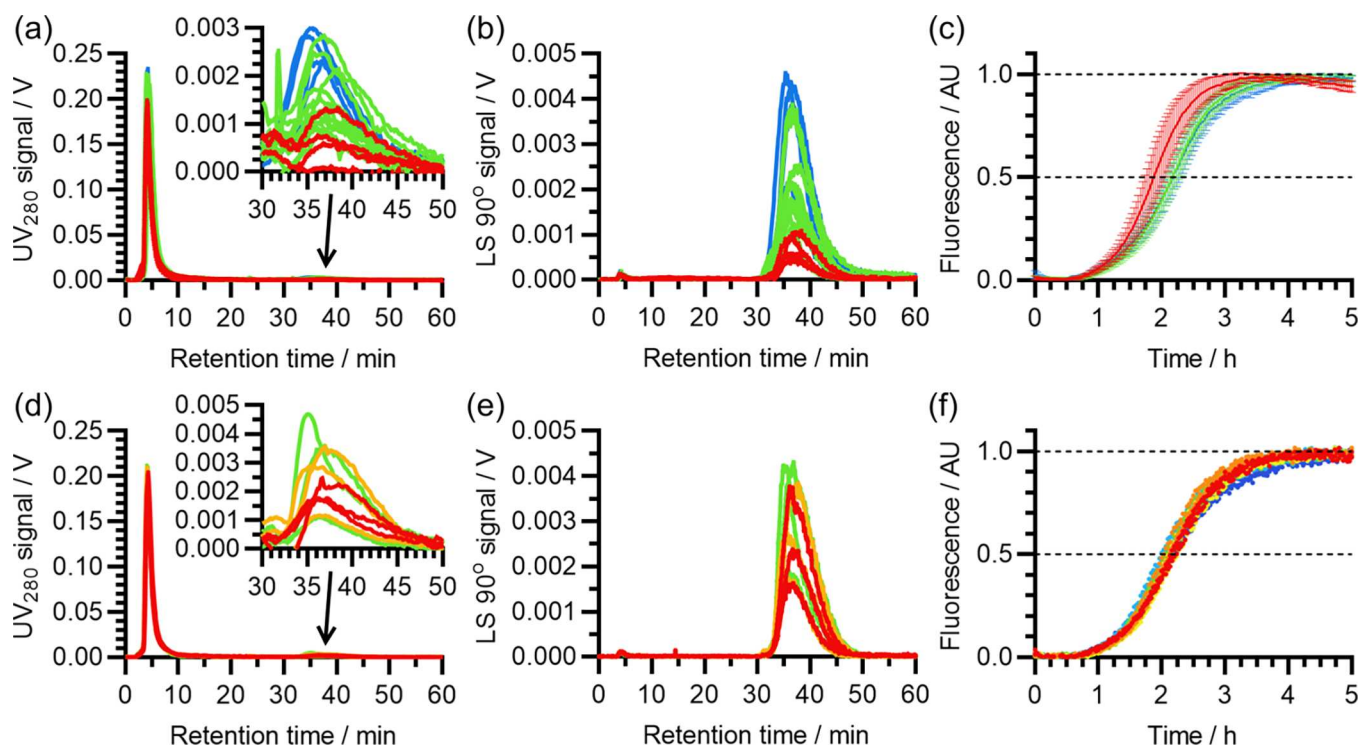 (a)
UV280 signal / V
0.25
0.20
0.15
0.10
0.05
0.00
0 10 20 30 40 50 60
Retention time / min
0.003
0.002
0.001
0.000
30 35 40 45 50
(b)
LS 90° signal / V
0.005
0.004
0.003
0.002
0.001
0.000
0 10 20 30 40 50 60
Retention time / min
(c)
Fluorescence / AU
1.0
0.5
0.0
0 1 2 3 4 5
Time / h
(d)
UV280 signal / V
0.25
0.20
0.15
0.10
0.05
0.00
0 10 20 30 40 50 60
Retention time / min
0.005
0.004
0.003
0.002
0.001
0.000
30 35 40 45 50
(e)
LS 90° signal / V
0.005
0.004
0.003
0.002
0.001
0.000
0 10 20 30 40 50 60
Retention time / min
(f)
Fluorescence / AU
1.0
0.5
0.0
0 1 2 3 4 5
Time / h